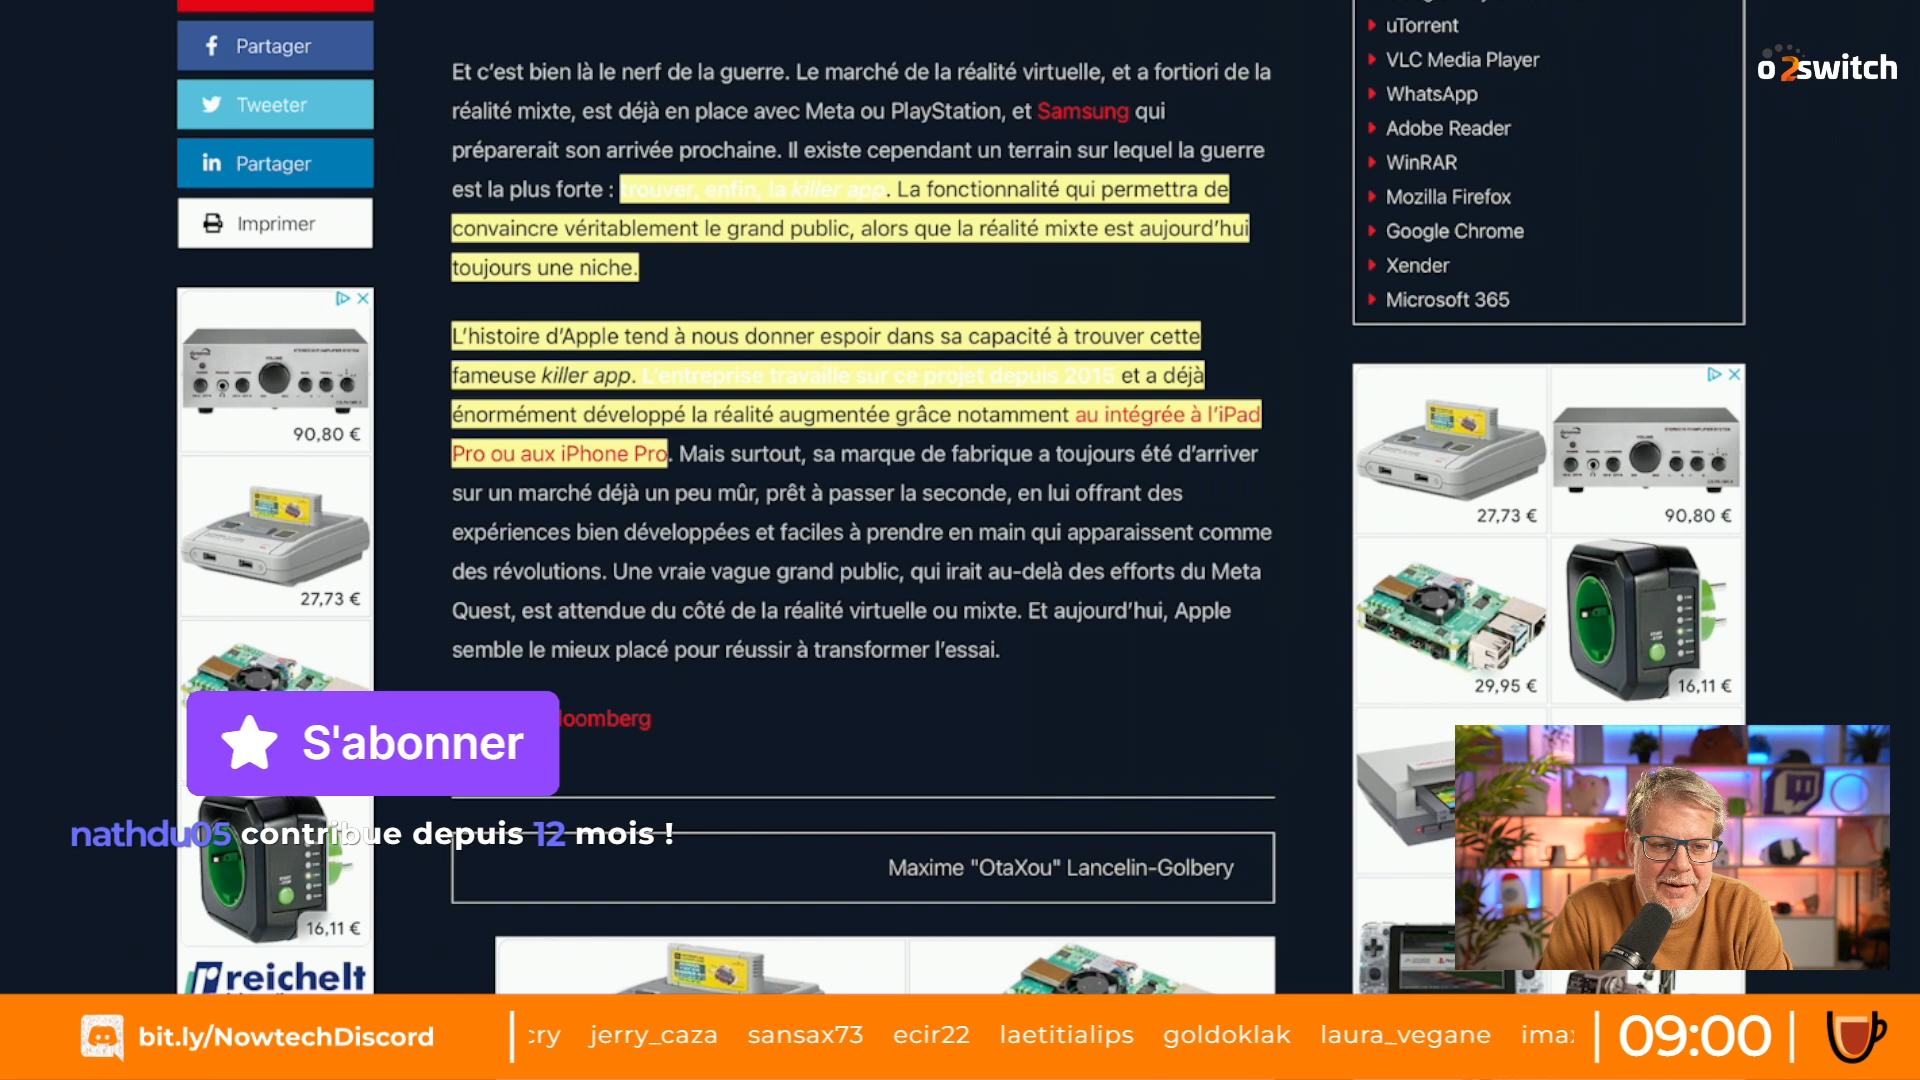 Partager
Tweeter
Partager
Imprimer
90,80 €
27,73 €
16,11 €
reichelt
Et c'est bien là le nerf de la guerre. Le marché de la réalité virtuelle, et a fortiori de la
réalité mixte, est déjà en place avec Meta ou PlayStation, et Samsung qui
préparerait son arrivée prochaine. Il existe cependant un terrain sur lequel la guerre
est la plus forte : trouver, enfin, la killer app. La fonctionnalité qui permettra de
convaincre véritablement le grand public, alors que la réalité mixte est aujourd'hui
toujours une niche.
L'histoire d'Apple tend à nous donner espoir dans sa capacité à trouver cette
fameuse killer app. L'entreprise travaille sur ce projet depuis 2015 et a déjà
énormément développé la réalité augmentée grâce notamment au intégrée à l'iPad
Pro ou aux iPhone Pro. Mais surtout, sa marque de fabrique a toujours été d'arriver
sur un marché déjà un peu mûr, prêt à passer la seconde, en lui offrant des
expériences bien développées et faciles à prendre en main qui apparaissent comme
des révolutions. Une vraie vague grand public, qui irait au-delà des efforts du Meta
Quest, est attendue du côté de la réalité virtuelle ou mixte. Et aujourd'hui, Apple
semble le mieux placé pour réussir à transformer l'essai.
loomberg
S'abonner
nathdu05 contribue depuis 12 mois !
Maxime "OtaXou" Lancelin-Golbery
uTorrent
VLC Media Player
WhatsApp
Adobe Reader
WinRAR
Mozilla Firefox
Google Chrome
Xender
Microsoft 365
o2switch
27,73 €
90,80 €
29,95 €
16,11 €
bit.ly/NowtechDiscord
cry jerry_caza sansax73 ecir22 laetitialips goldoklak laura_vegane ima
09:00